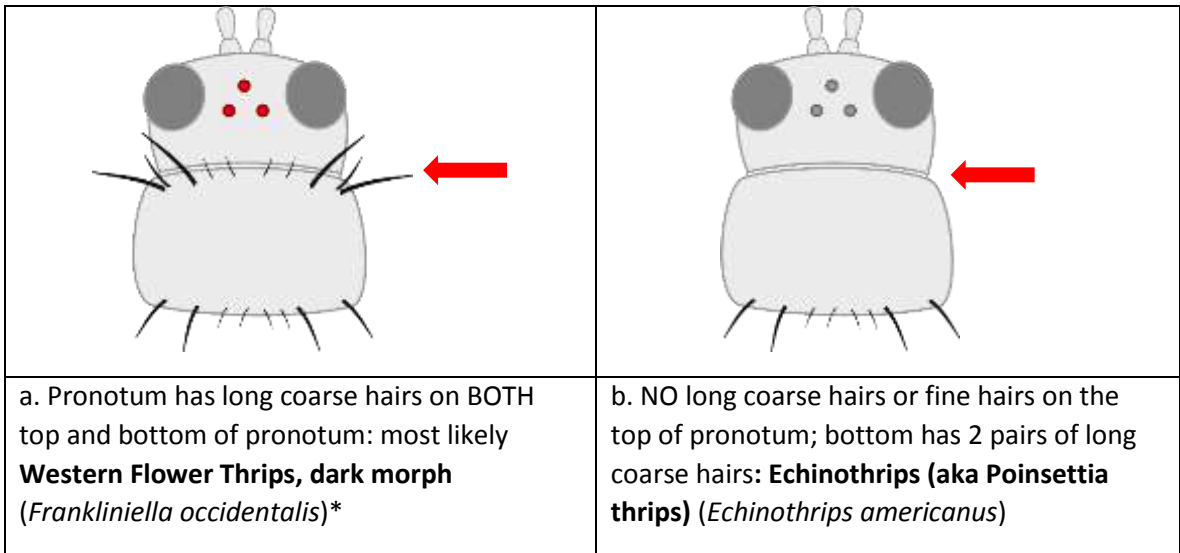 a. Pronotum has long coarse hairs on BOTH
top and bottom of pronotum: most likely
Western Flower Thrips, dark morph
(Frankliniella occidentalis)*
b. NO long coarse hairs or fine hairs on the
top of pronotum; bottom has 2 pairs of long
coarse hairs: Echinothrips (aka Poinsettia
thrips) (Echinothrips americanus)